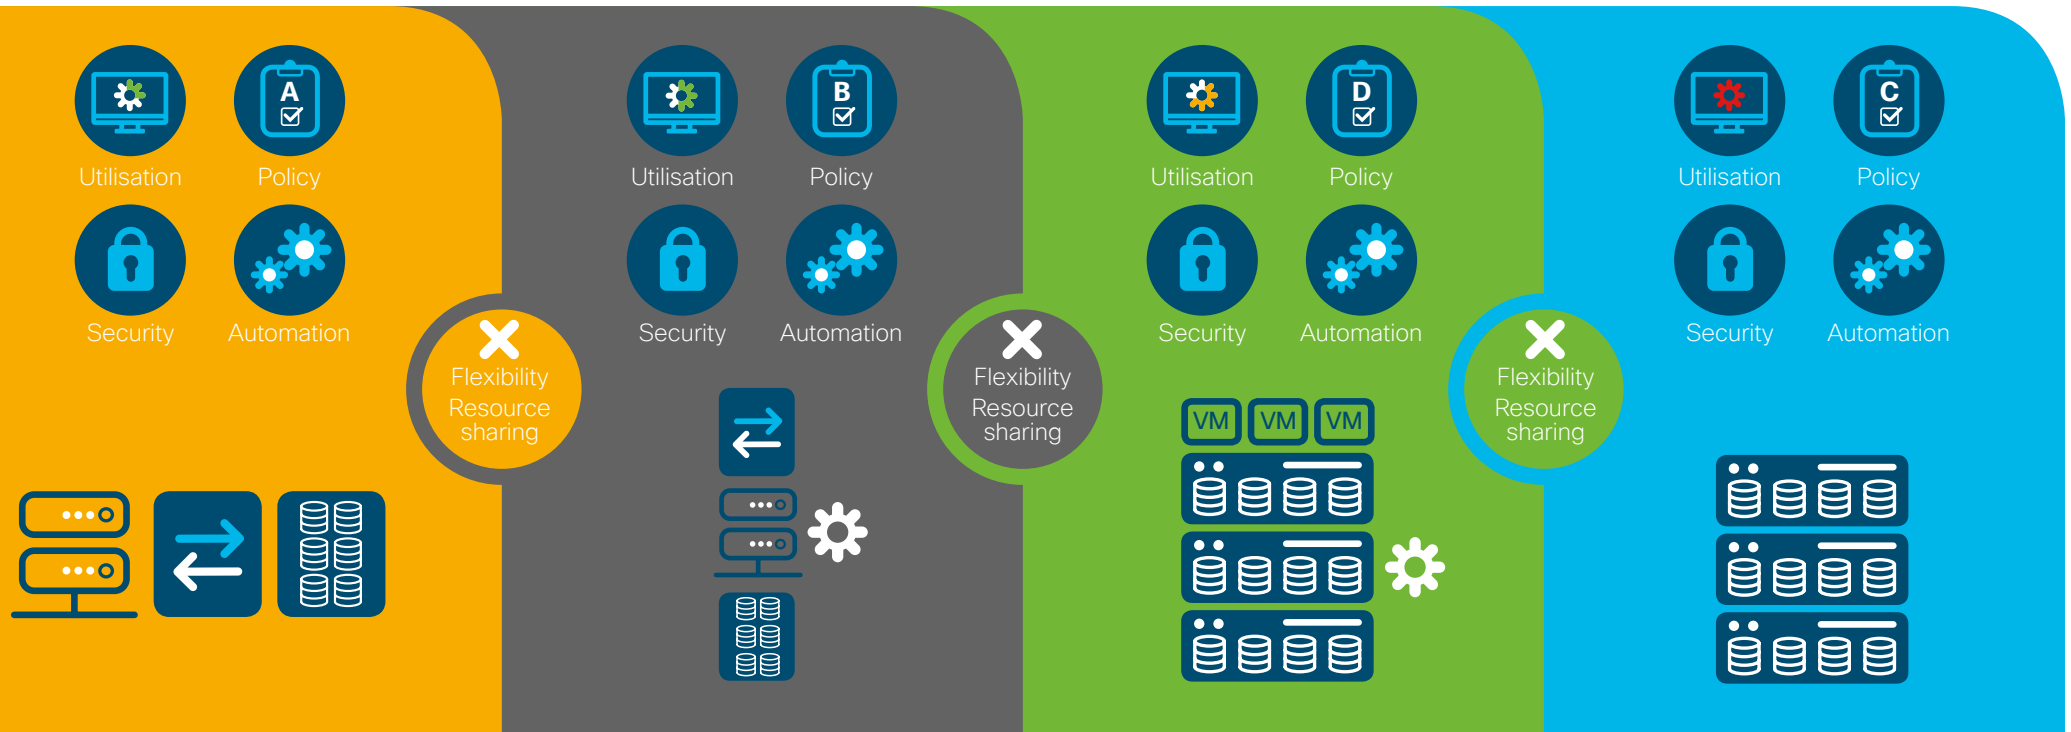 A
Utilisation
Policy
Security
Automation
Flexibility
Resource
sharing
B
Utilisation
Policy
Security
Automation
Flexibility
Resource
sharing
D
Utilisation
Policy
Security
Automation
VM
VM
VM
Flexibility
Resource
sharing
C
Utilisation
Policy
Security
Automation